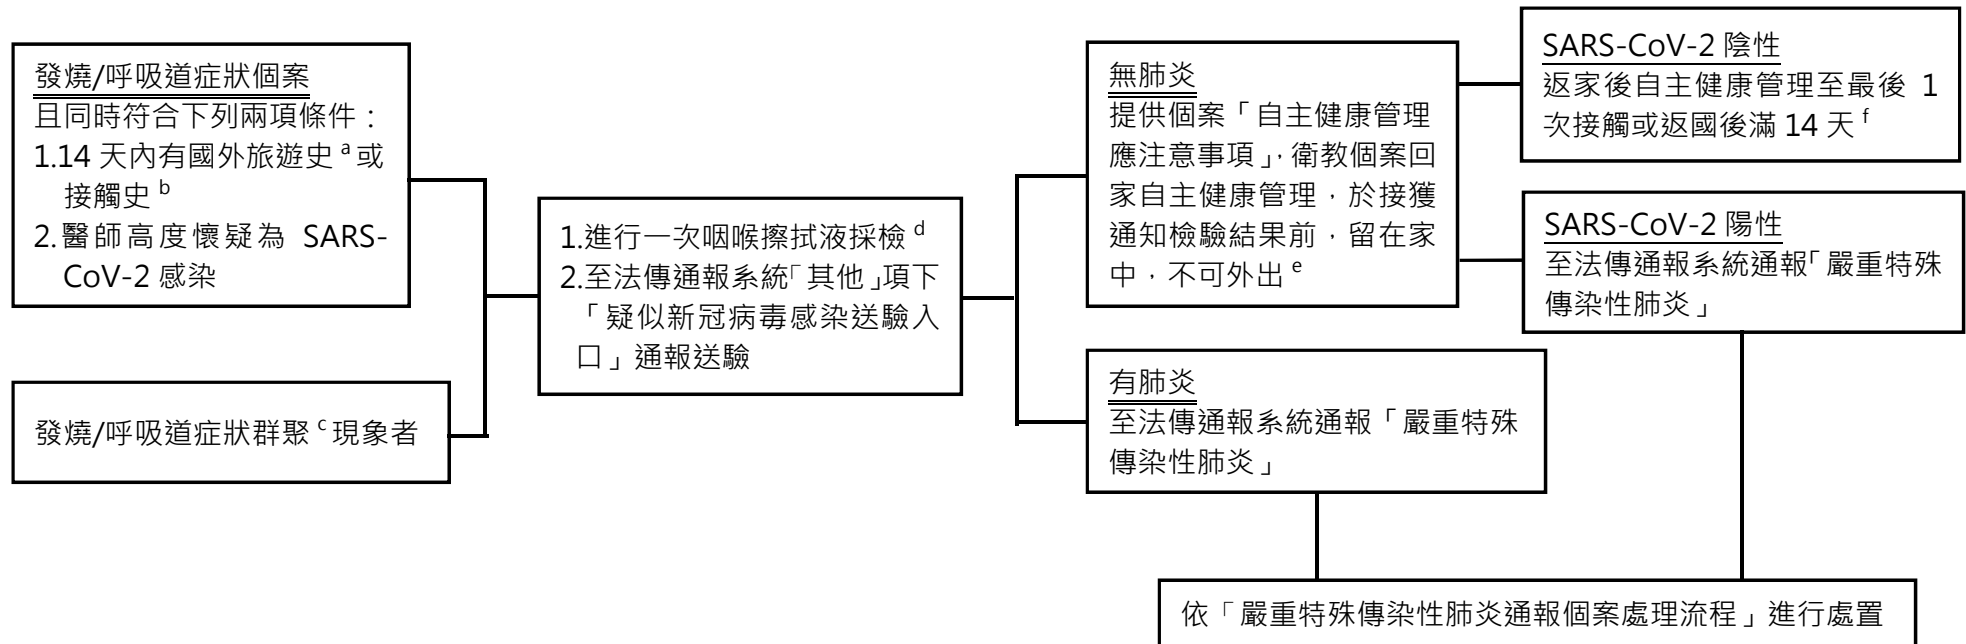 發燒/呼吸道症狀個案
且同時符合下列兩項條件：
1.14 天內有國外旅遊史 a 或
接觸史 b
2.醫師高度懷疑為 SARS-
CoV-2 感染
發燒/呼吸道症狀群聚 c 現象者
1.進行一次咽喉擦拭液採檢 d
2.至法傳通報系統「其他」項下
「疑似新冠病毒感染送驗入
口」通報送驗
無肺炎
提供個案「自主健康管理
應注意事項」，衛教個案回
家自主健康管理，於接獲
通知檢驗結果前，留在家
中，不可外出 e
有肺炎
至法傳通報系統通報「嚴重特殊
傳染性肺炎」
SARS-CoV-2 陰性
返家後自主健康管理至最後 1
次接觸或返國後滿 14 天 f
SARS-CoV-2 陽性
至法傳通報系統通報「嚴重特殊
傳染性肺炎」
依「嚴重特殊傳染性肺炎通報個案處理流程」進行處置